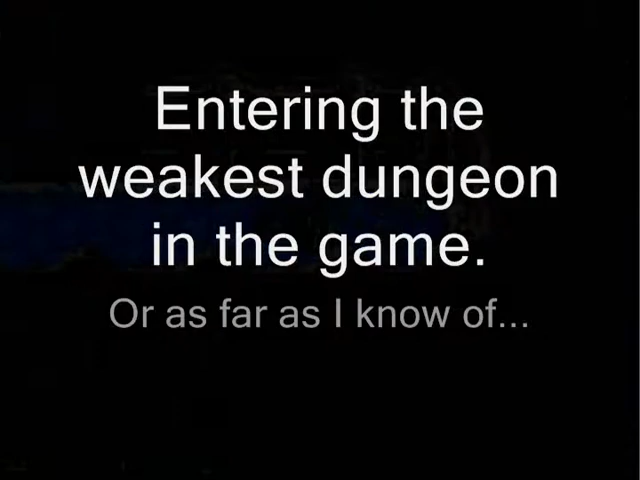 Entering the
weakest dungeon
in the game.
Or as far as I know of...